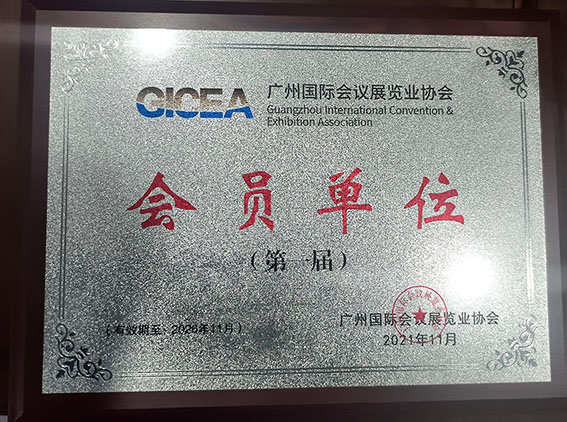 GICEA
广州国际会议展览业协会
Guangzhou International Convention &
Exhibition Association
会员单位
（第一届）
（有效期至：2026年11月）
广州国际会议展览业协会
2021年11月